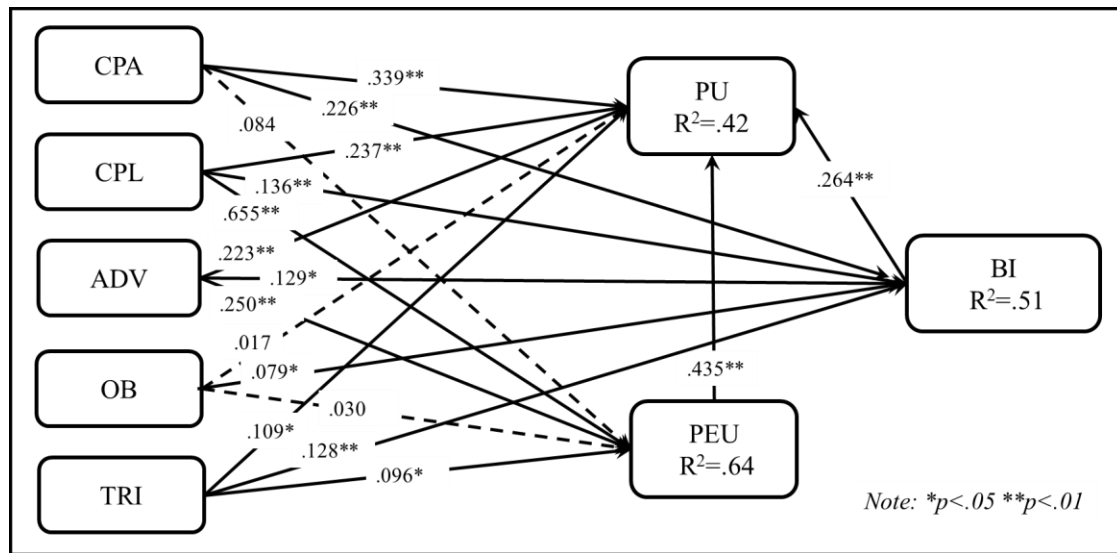 CPA
CPL
ADV
OB
TRI
.339**
.226**
.084
.237**
.136**
.655**
.223**
.129*
.250**
.017
.079*
.030
.109*
.128**
.096*
PU
R²=.42
.264**
BI
R²=.51
.435**
PEU
R²=.64
Note: *p<.05 **p<.01